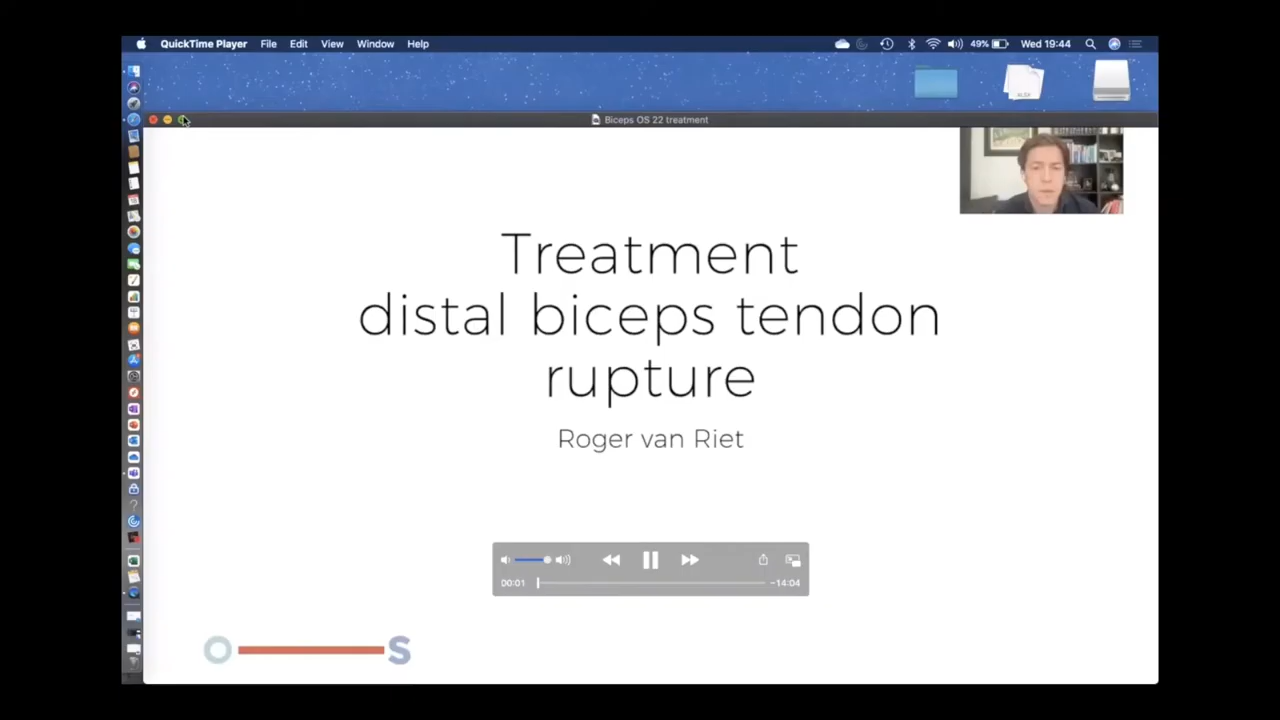 QuickTime Player File Edit View Window Help 49% Wed 19:44
ALEX
Biceps OS 22 treatment
Treatment
distal biceps tendon
rupture
Roger van Riet
00:01 -14:04
O S